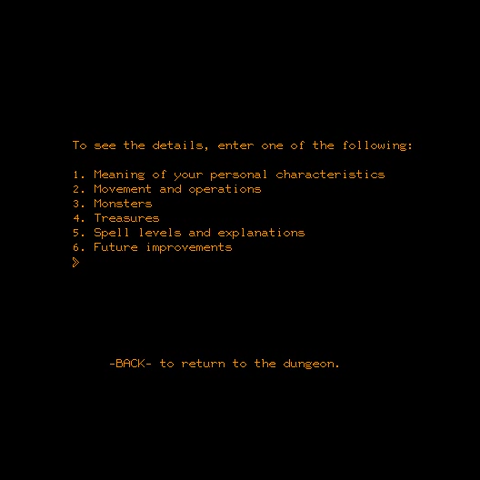 To see the details, enter one of the following:
1. Meaning of your personal characteristics
2. Movement and operations
3. Monsters
4. Treasures
5. Spell levels and explanations
6. Future improvements
>
-BACK- to return to the dungeon.